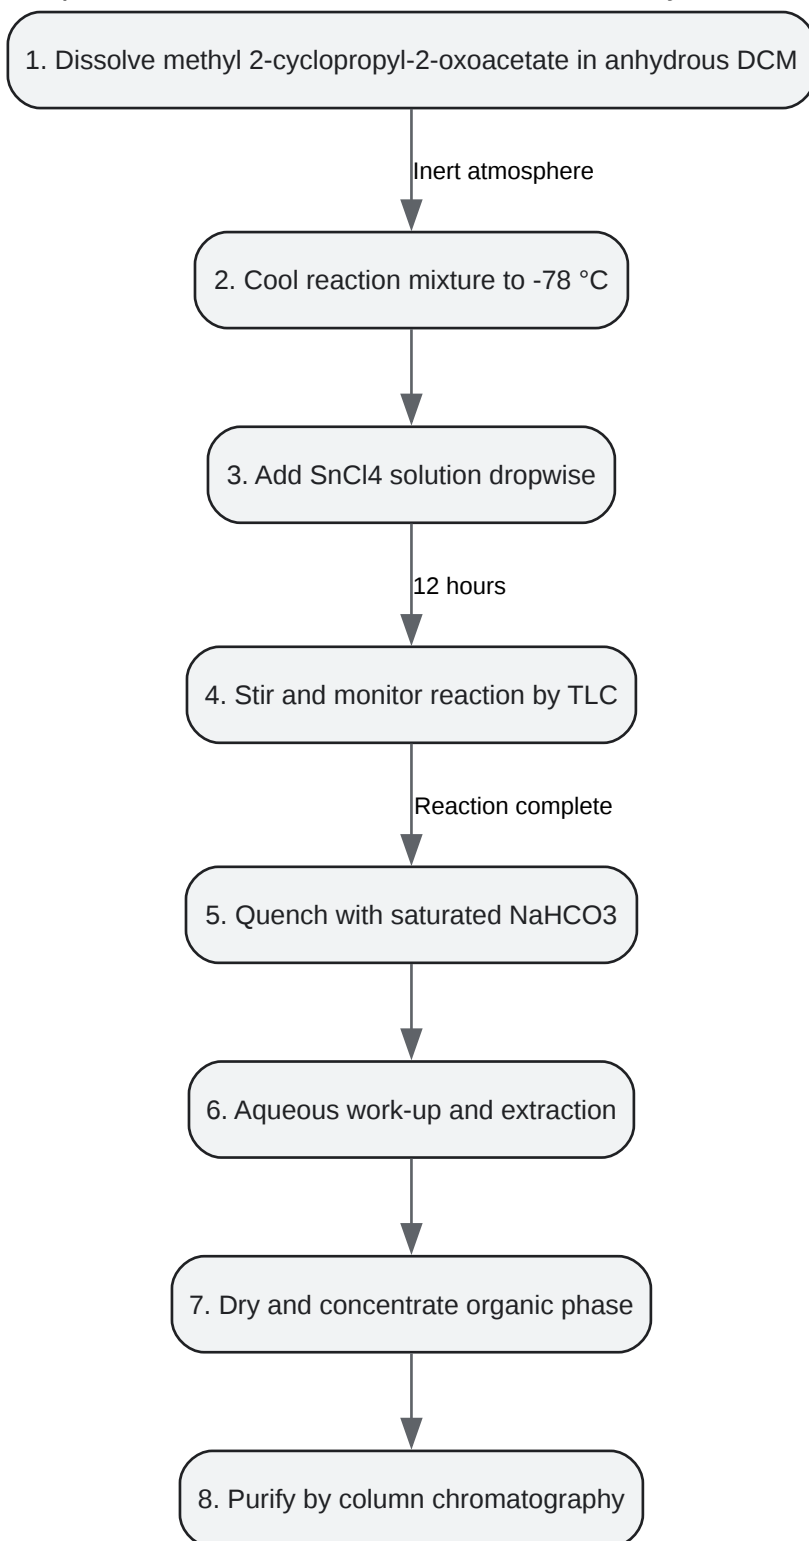 1. Dissolve methyl 2-cyclopropyl-2-oxoacetate in anhydrous DCM
Inert atmosphere
2. Cool reaction mixture to -78 °C
3. Add SnCl4 solution dropwise
12 hours
4. Stir and monitor reaction by TLC
Reaction complete
5. Quench with saturated NaHCO3
6. Aqueous work-up and extraction
7. Dry and concentrate organic phase
8. Purify by column chromatography